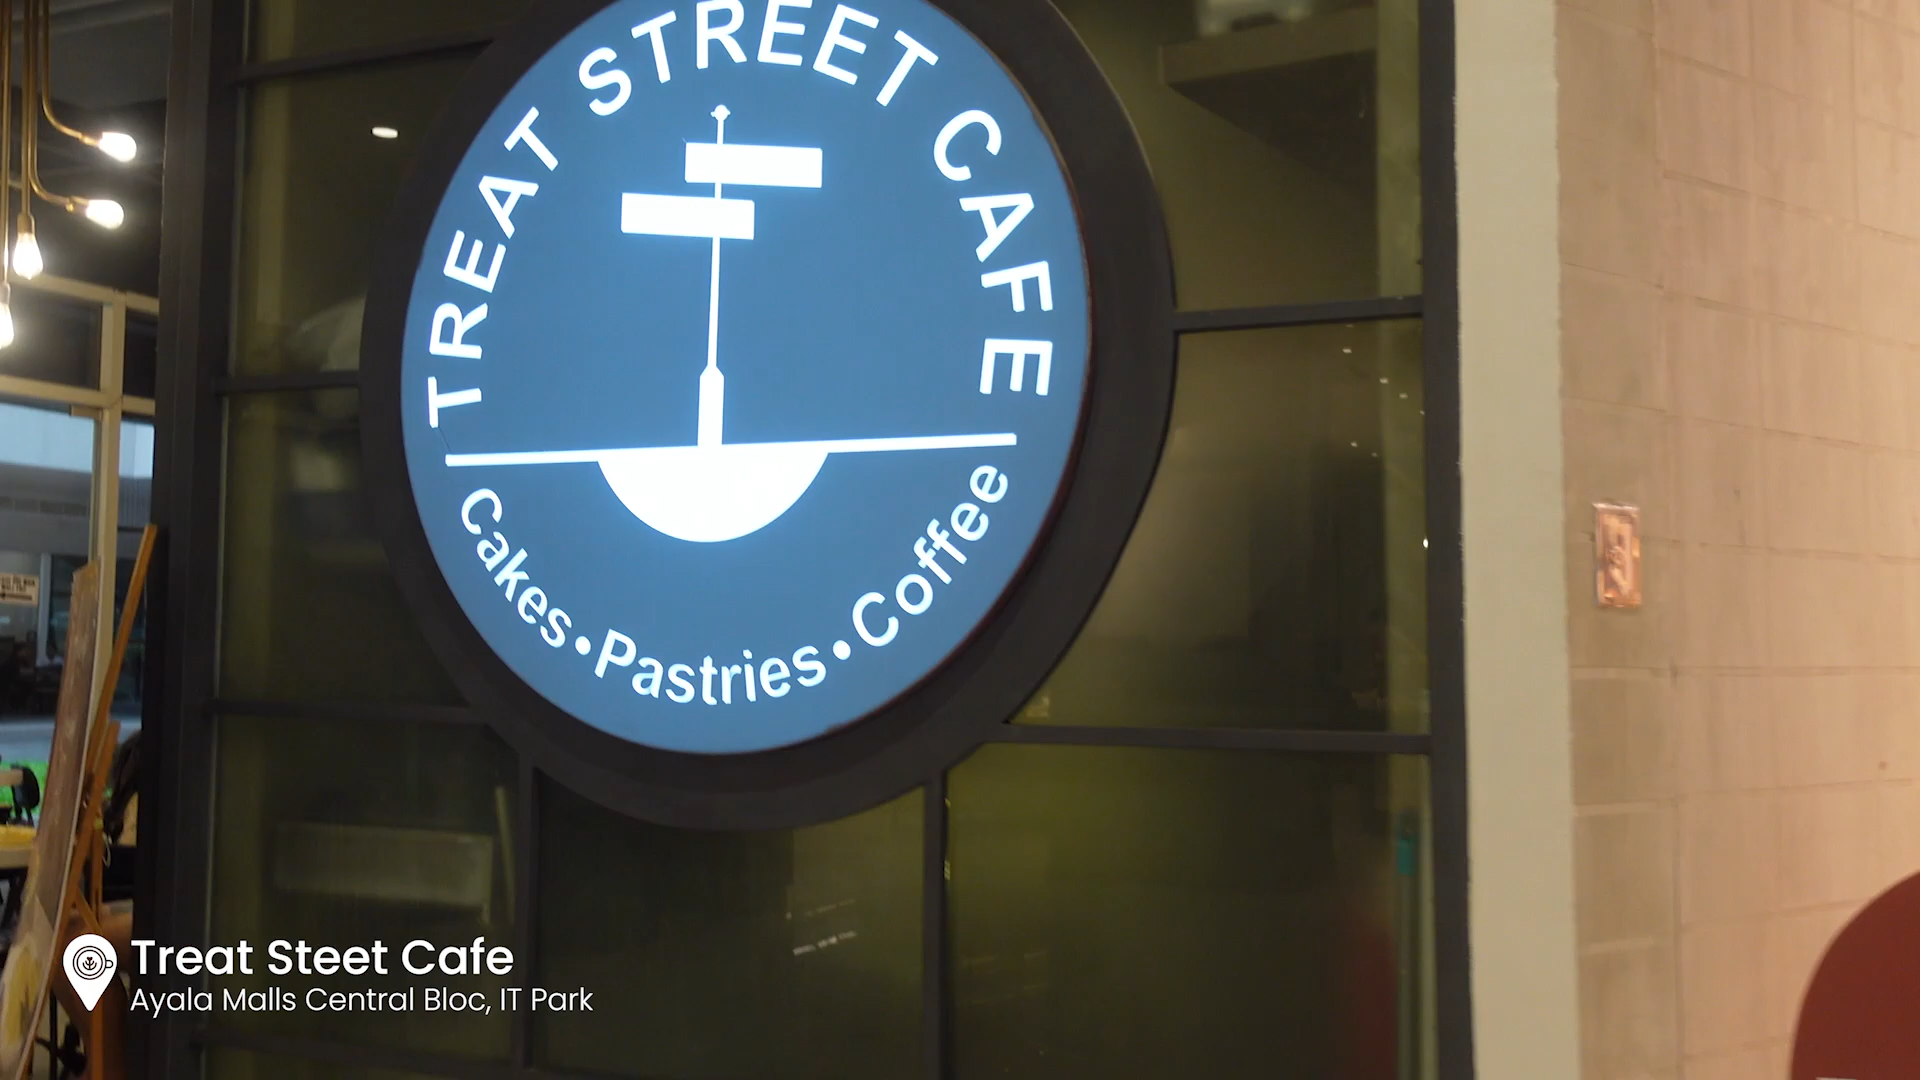 TREAT STREET CAFE
Cakes • Pastries • Coffee
Treat Steet Cafe
Ayala Malls Central Bloc, IT Park